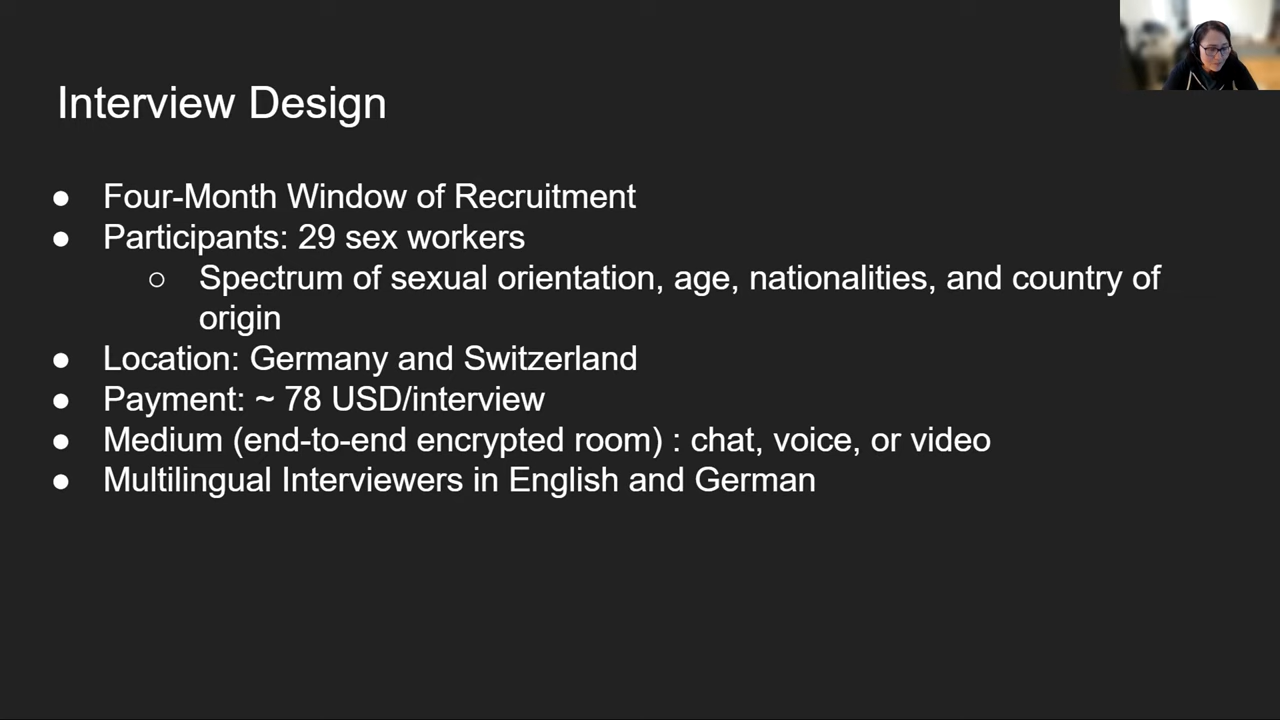 Interview Design
● Four-Month Window of Recruitment
● Participants: 29 sex workers
○ Spectrum of sexual orientation, age, nationalities, and country of
origin
● Location: Germany and Switzerland
● Payment: ~ 78 USD/interview
● Medium (end-to-end encrypted room) : chat, voice, or video
● Multilingual Interviewers in English and German